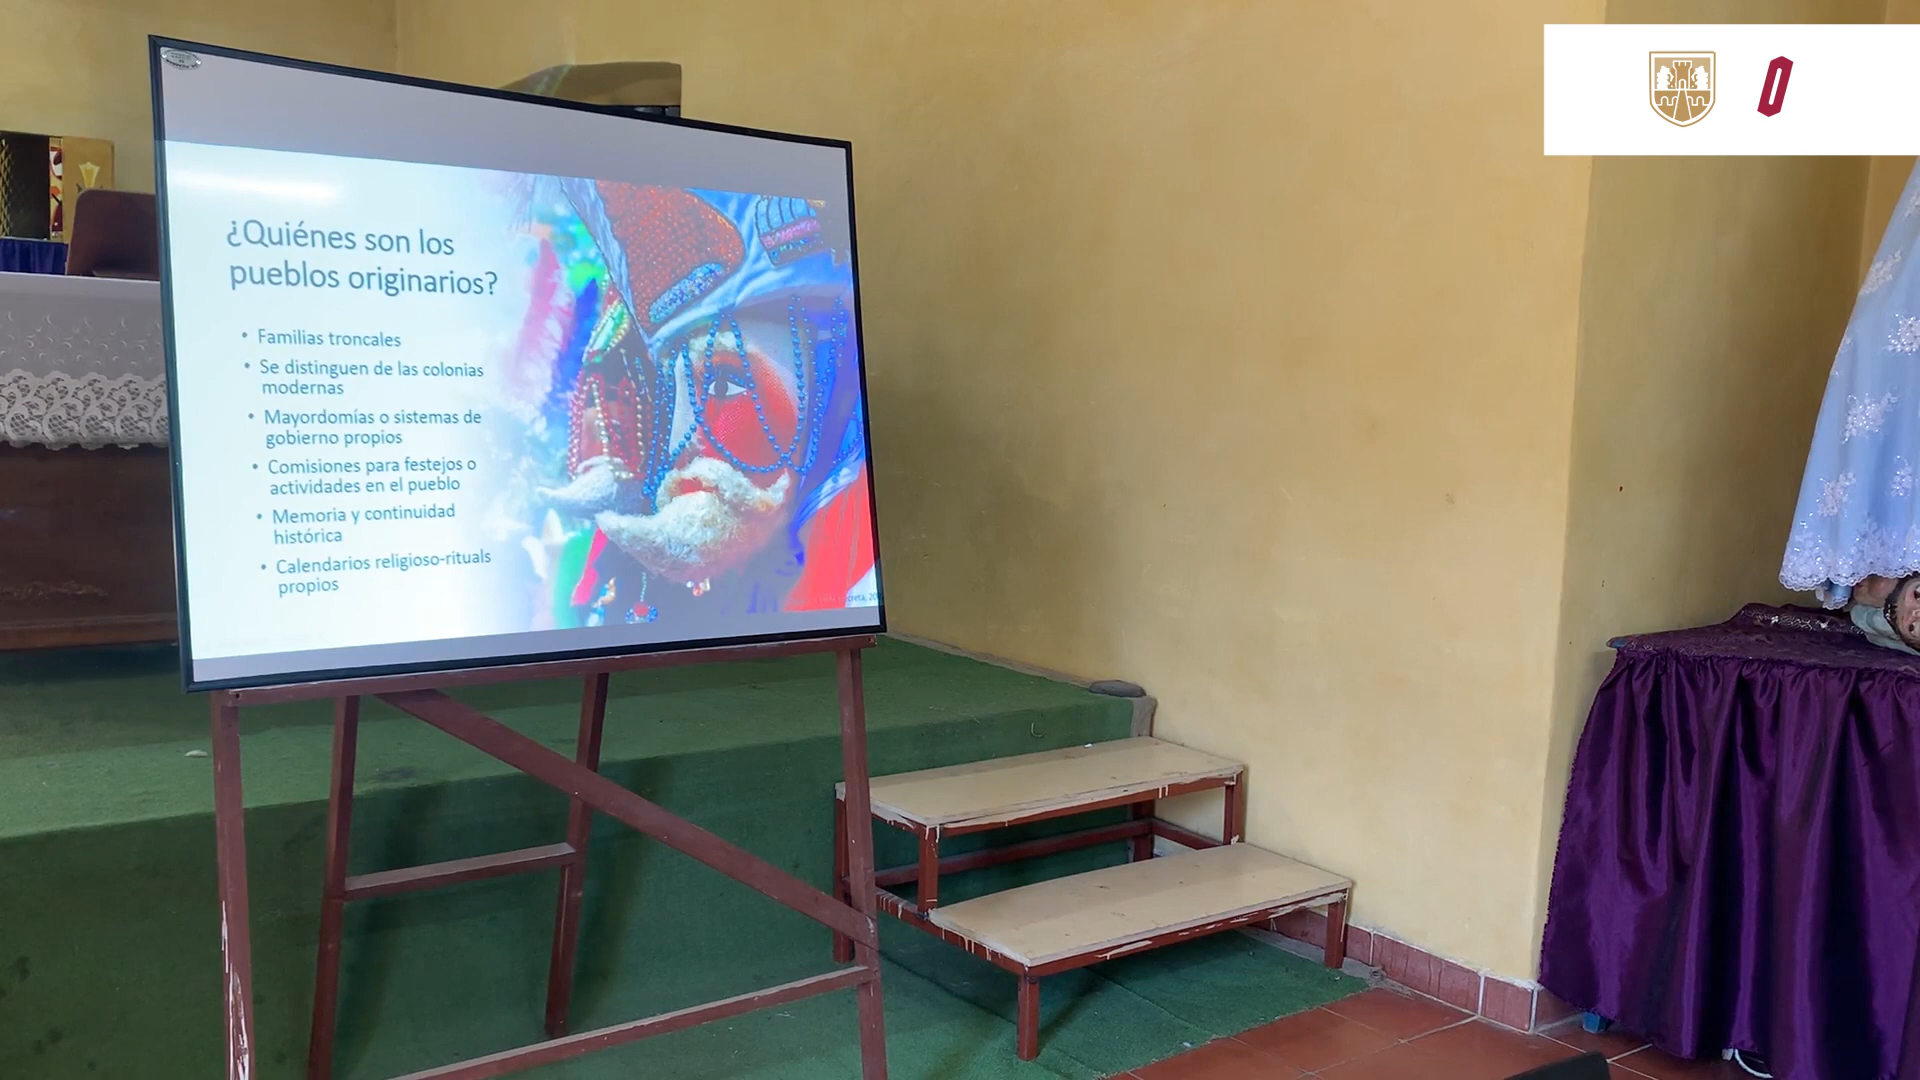 ¿Quiénes son los
pueblos originarios?
• Familias troncales
• Se distinguen de las colonias
modernas
• Mayordomías o sistemas de
gobierno propios
• Comisiones para festejos o
actividades en el pueblo
• Memoria y continuidad
histórica
• Calendarios religioso-rituals
propios